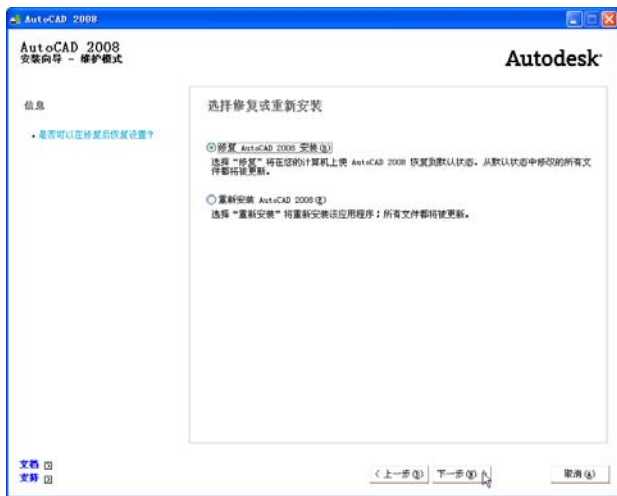 AutoCAD 2008
AutoCAD 2008
安装向导 - 维护模式
Autodesk
信息
是否可以在修复后恢复设置?
选择修复或重新安装
修复 AutoCAD 2008 安装(R)
选择“修复”将在您的计算机上使 AutoCAD 2008 恢复到默认状态。从默认状态中修改的所有文
件都将被更新。
重新安装 AutoCAD 2008(E)
选择“重新安装”将重新安装该应用程序;所有文件都将被更新。
文档
支持
< 上一步
下一步
取消